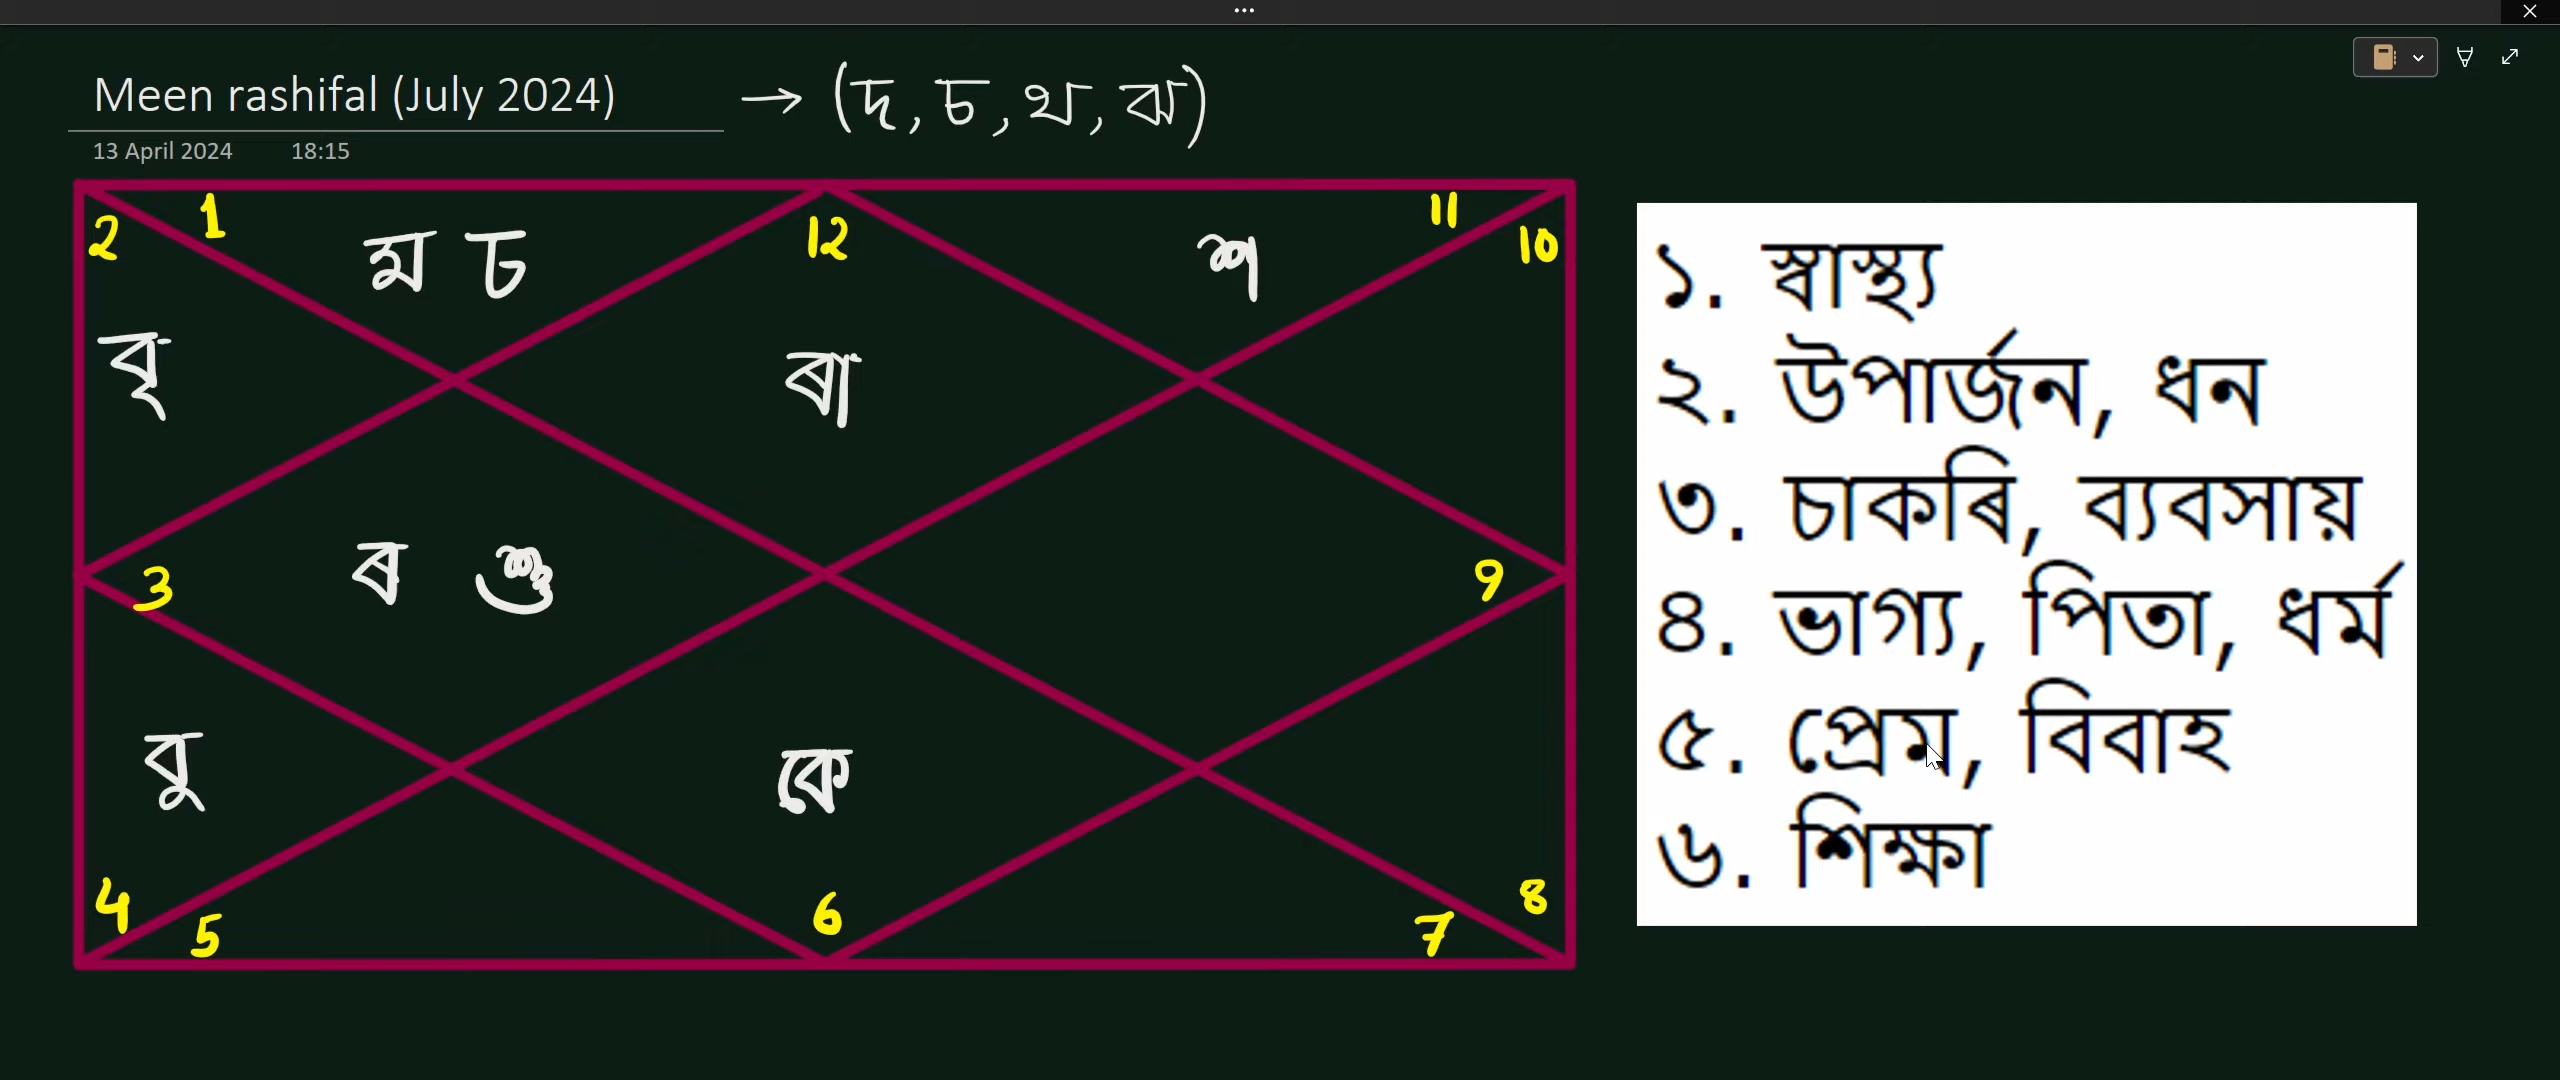 Meen rashifal (July 2024) → (দ, চ, থ, ঝ)
13 April 2024 18:15
2 1 ম চ 12 শ 11 10
বৃ ৰা
3 ৰ শু 9
বু কে
4 5 6 7 8
১. স্বাস্থ্য
২. উপাৰ্জন, ধন
৩. চাকৰি, ব্যবসায়
৪. ভাগ্য, পিতা, ধৰ্ম
৫. প্ৰেম, বিবাহ
৬. শিক্ষা